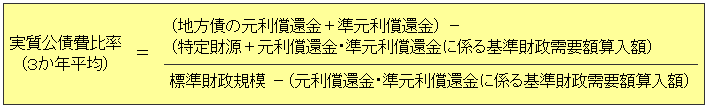 実質公債費比率
（３か年平均）
＝
（地方債の元利償還金＋準元利償還金）－
（特定財源＋元利償還金・準元利償還金に係る基準財政需要額算入額）
標準財政規模 －（元利償還金・準元利償還金に係る基準財政需要額算入額）